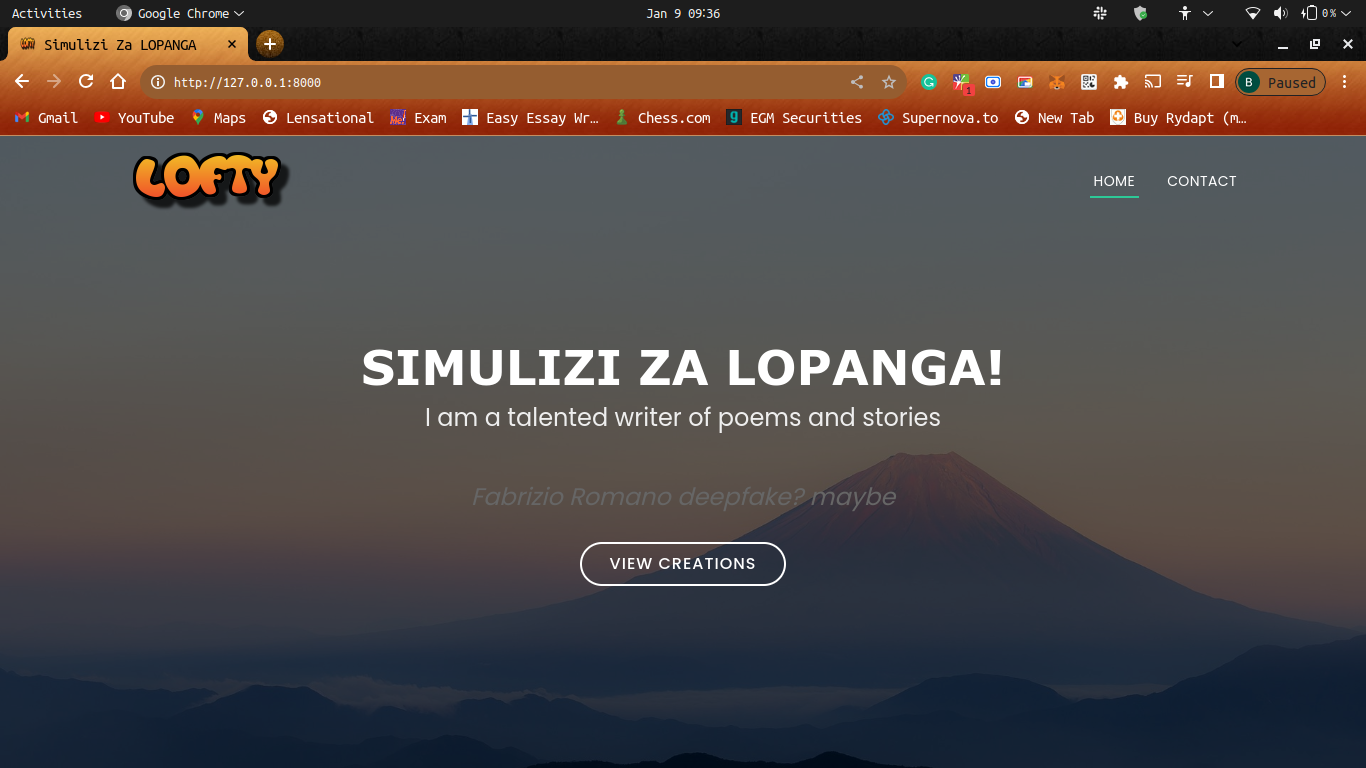 Activities Google Chrome Jan 9 09:36 0 %
Simulizi Za LOPANGA
http://127.0.0.1:8000 1 B Paused
Gmail YouTube Maps Lensational Me! Exam Easy Essay Wr… Chess.com g EGM Securities Supernova.to New Tab Buy Rydapt (m…
LOFTY
HOME CONTACT
SIMULIZI ZA LOPANGA!
I am a talented writer of poems and stories
Fabrizio Romano deepfake? maybe
VIEW CREATIONS